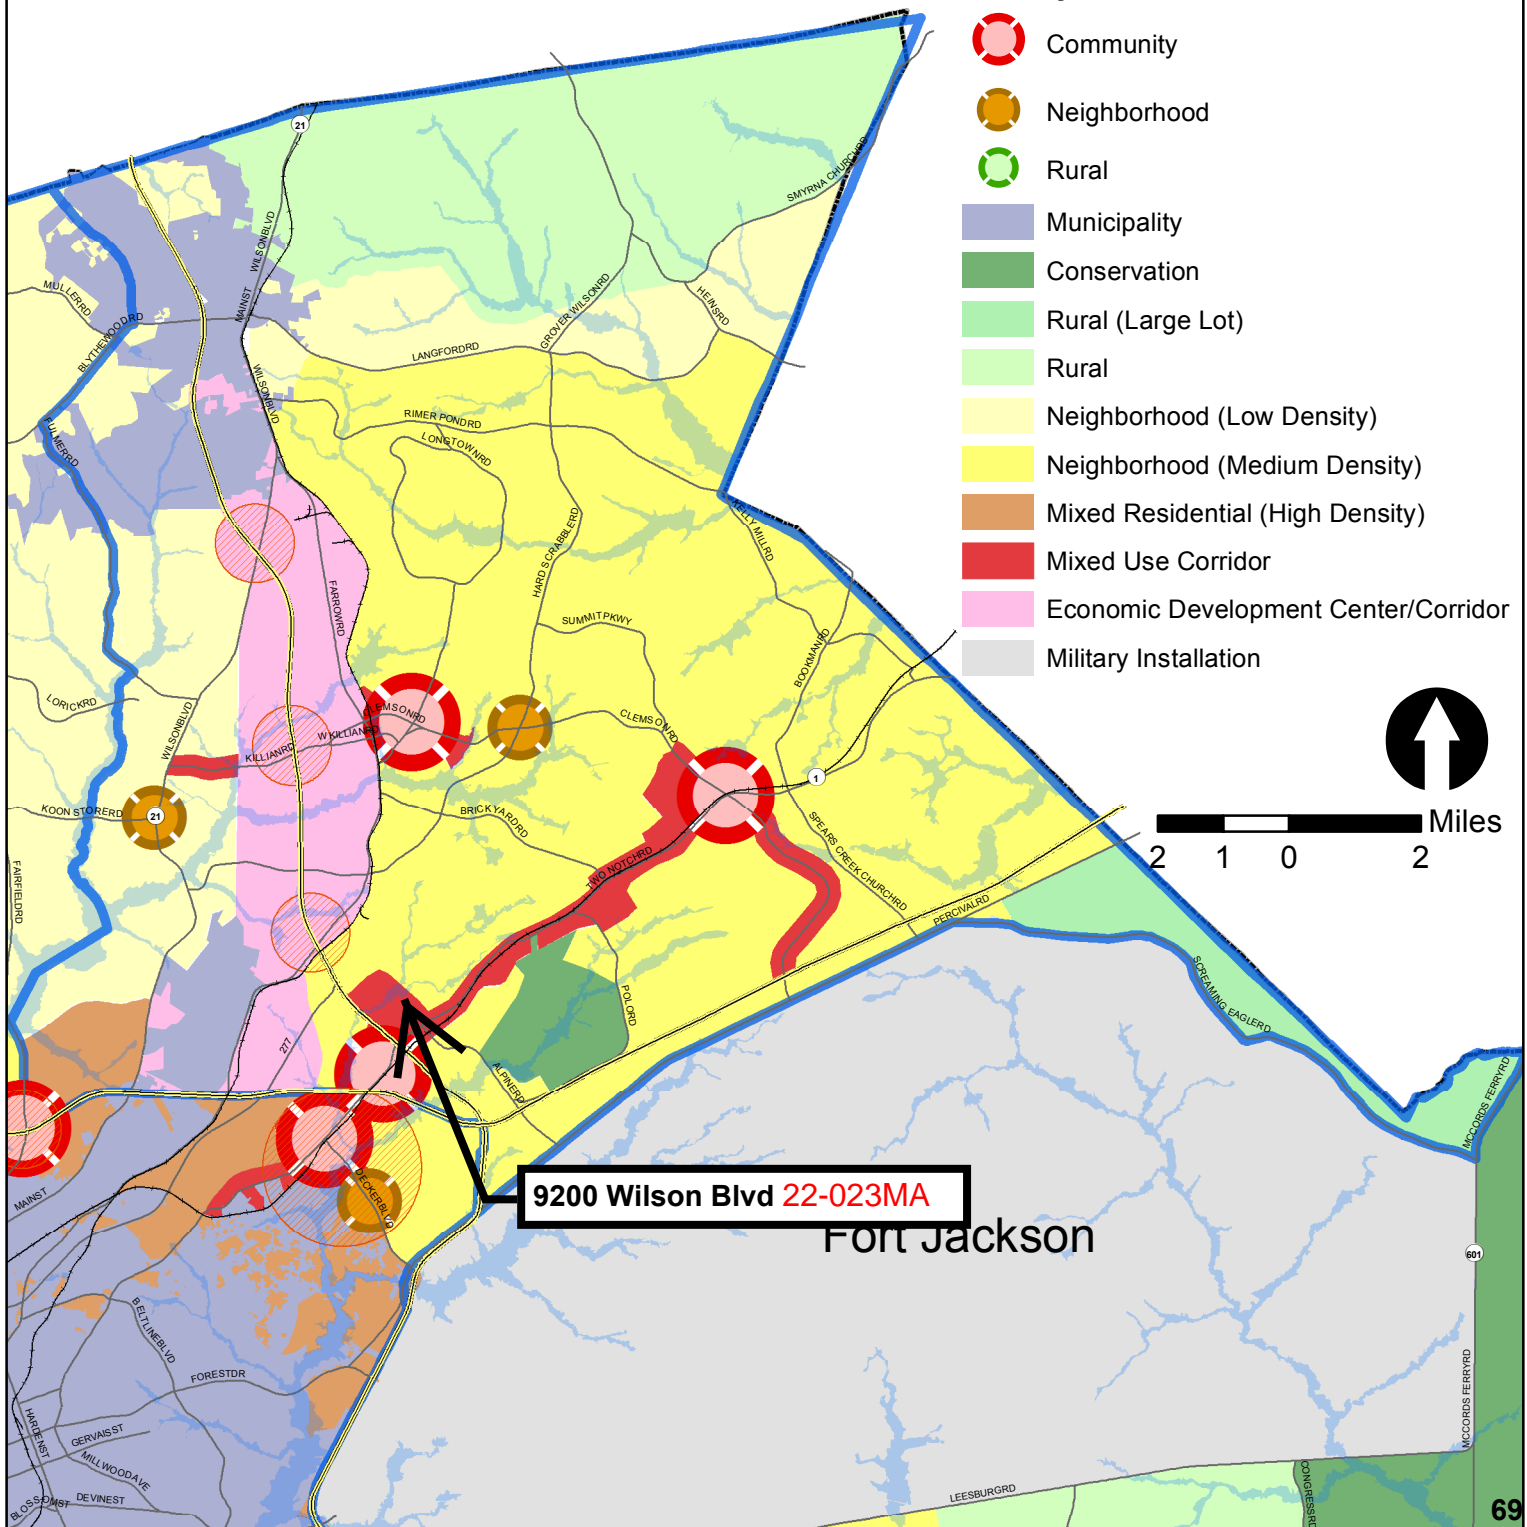 Community
Neighborhood
Rural
Municipality
Conservation
Rural (Large Lot)
Rural
Neighborhood (Low Density)
Neighborhood (Medium Density)
Mixed Residential (High Density)
Mixed Use Corridor
Economic Development Center/Corridor
Military Installation
Miles
2 1 0 2
21
SMYRNA CHURCHRD
WILSONBLVD
MAINST
MULLERRD
BLYTHEWOODRD
GROVER WILSONRD
HEINSRD
LANGFORDRD
WILSONBLVD
RIMER PONDRD
LONGTOWNRD
FULMERRD
KELLY MILLRD
HARD SCRABBLERD
FARROWRD
SUMMITPKWY
BOOKMANRD
LORICKRD
WILSONBLVD
CLEMSONRD
CLEMSONRD
W KILLIANRD
KILLIANRD
1
KOON STORERD
21
BRICKYARDRD
SPEARS CREEKCHURCHRD
TWO NOTCHRD
FAIRFIELDRD
PERCIVALRD
SCREAMING EAGLERD
POLORD
277
ALPINERD
MCCORDS FERRYRD
DECKERBLVD
MAINST
9200 Wilson Blvd 22-023MA
Fort Jackson
601
BELTLINEBLVD
FORESTDR
MCCORDS FERRYRD
HARDENST
GERVAISST
MILLWOODAVE
DEVINEST
BLOSSOMST
LEESBURGRD
CONGRESSRD
69